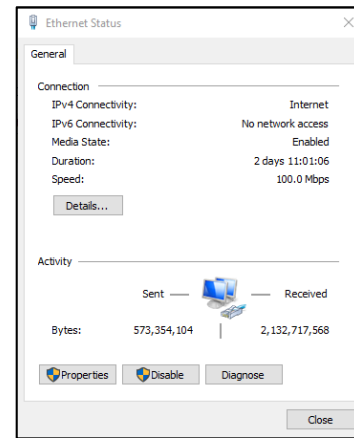 Ethernet Status
General
Connection
IPv4 Connectivity: Internet
IPv6 Connectivity: No network access
Media State: Enabled
Duration: 2 days 11:01:06
Speed: 100.0 Mbps
Details...
Activity
Sent Received
Bytes: 573,354,104 2,132,717,568
Properties Disable Diagnose
Close